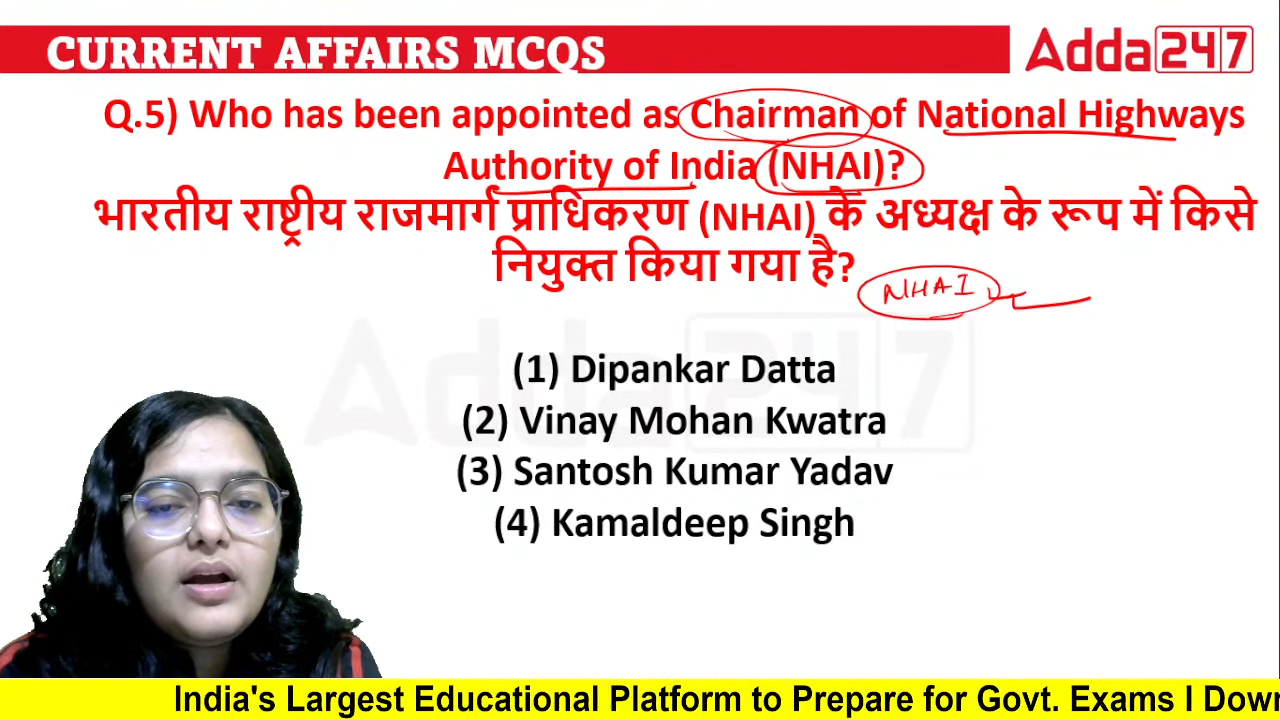 CURRENT AFFAIRS MCQS
Adda247
Q.5) Who has been appointed as Chairman of National Highways
Authority of India (NHAI)?
भारतीय राष्ट्रीय राजमार्ग प्राधिकरण (NHAI) के अध्यक्ष के रूप में किसे
नियुक्त किया गया है?
NHAI
Adda247
(1) Dipankar Datta
(2) Vinay Mohan Kwatra
(3) Santosh Kumar Yadav
(4) Kamaldeep Singh
India's Largest Educational Platform to Prepare for Govt. Exams I Down